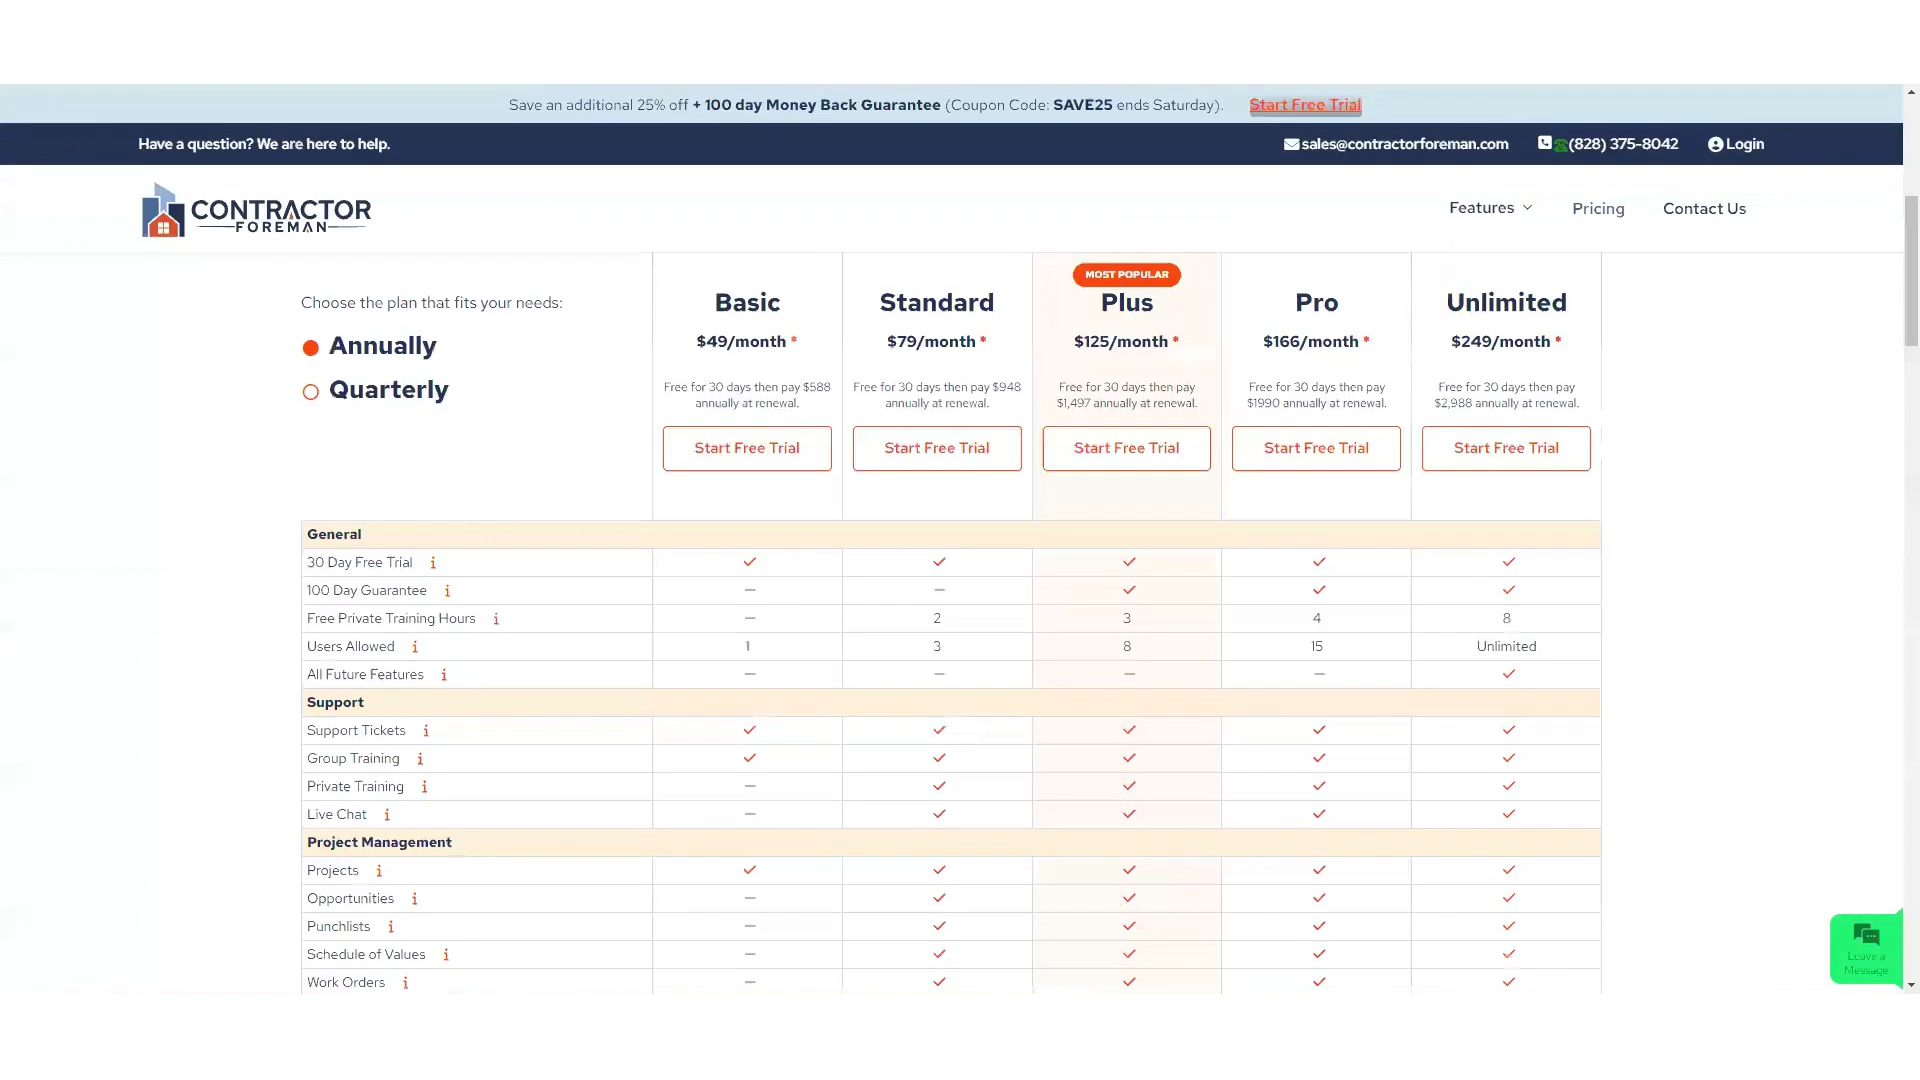 Save an additional 25% off + 100 day Money Back Guarantee (Coupon Code: SAVE25 ends Saturday). Start Free Trial
Have a question? We are here to help. sales@contractorforeman.com (828) 375-8042 Login
CONTRACTOR
FOREMAN
Features Pricing Contact Us
MOST POPULAR
Choose the plan that fits your needs: Basic Standard Plus Pro Unlimited
Annually $49/month * $79/month * $125/month * $166/month * $249/month *
Quarterly
Free for 30 days then pay $588 Free for 30 days then pay $948 Free for 30 days then pay Free for 30 days then pay Free for 30 days then pay
annually at renewal. annually at renewal. $1,497 annually at renewal. $1990 annually at renewal. $2,988 annually at renewal.
Start Free Trial Start Free Trial Start Free Trial Start Free Trial Start Free Trial
General
30 Day Free Trial i ✓ ✓ ✓ ✓ ✓
100 Day Guarantee i – – ✓ ✓ ✓
Free Private Training Hours i – 2 3 4 8
Users Allowed i 1 3 8 15 Unlimited
All Future Features i – – – – ✓
Support
Support Tickets i ✓ ✓ ✓ ✓ ✓
Group Training i ✓ ✓ ✓ ✓ ✓
Private Training i – ✓ ✓ ✓ ✓
Live Chat i – ✓ ✓ ✓ ✓
Project Management
Projects i ✓ ✓ ✓ ✓ ✓
Opportunities i – ✓ ✓ ✓ ✓
Punchlists i – ✓ ✓ ✓ ✓
Schedule of Values i – ✓ ✓ ✓ ✓
Work Orders i – ✓ ✓ ✓ ✓
Leave a
Message